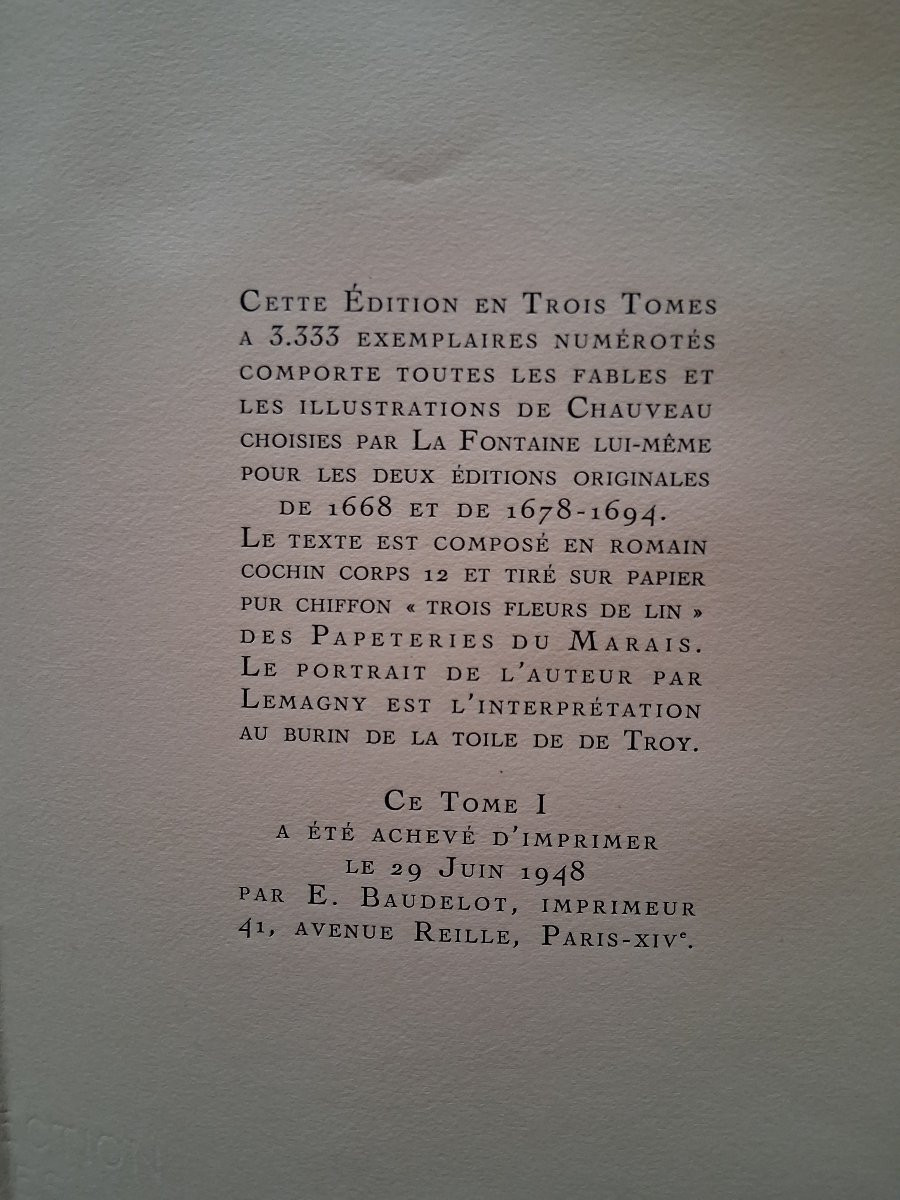 Cette Édition en Trois Tomes
a 3.333 exemplaires numérotés
comporte toutes les fables et
les illustrations de Chauveau
choisies par La Fontaine lui-même
pour les deux éditions originales
de 1668 et de 1678-1694.
Le texte est composé en romain
cochin corps 12 et tiré sur papier
pur chiffon « trois fleurs de lin »
des Papeteries du Marais.
Le portrait de l'auteur par
Lemagny est l'interprétation
au burin de la toile de de Troy.
Ce Tome I
a été achevé d'imprimer
le 29 Juin 1948
par E. Baudelot, imprimeur
41, avenue Reille, Paris-xivᵉ.